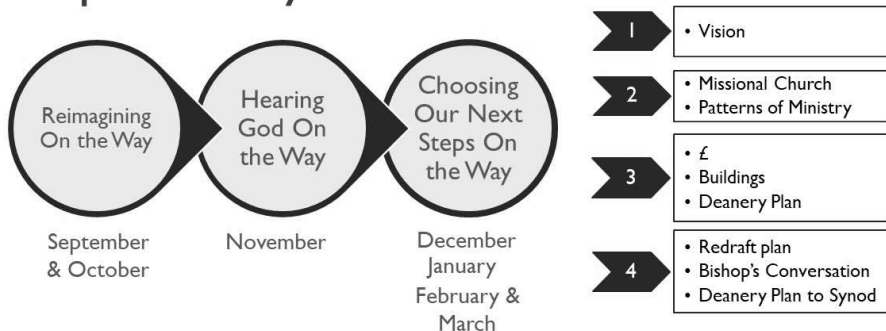 Reimagining
On the Way
Hearing
God On
the Way
Choosing
Our Next
Steps On
the Way
September
& October
November
December
January
February &
March
1
• Vision
2
• Missional Church
• Patterns of Ministry
3
• £
• Buildings
• Deanery Plan
4
• Redraft plan
• Bishop's Conversation
• Deanery Plan to Synod